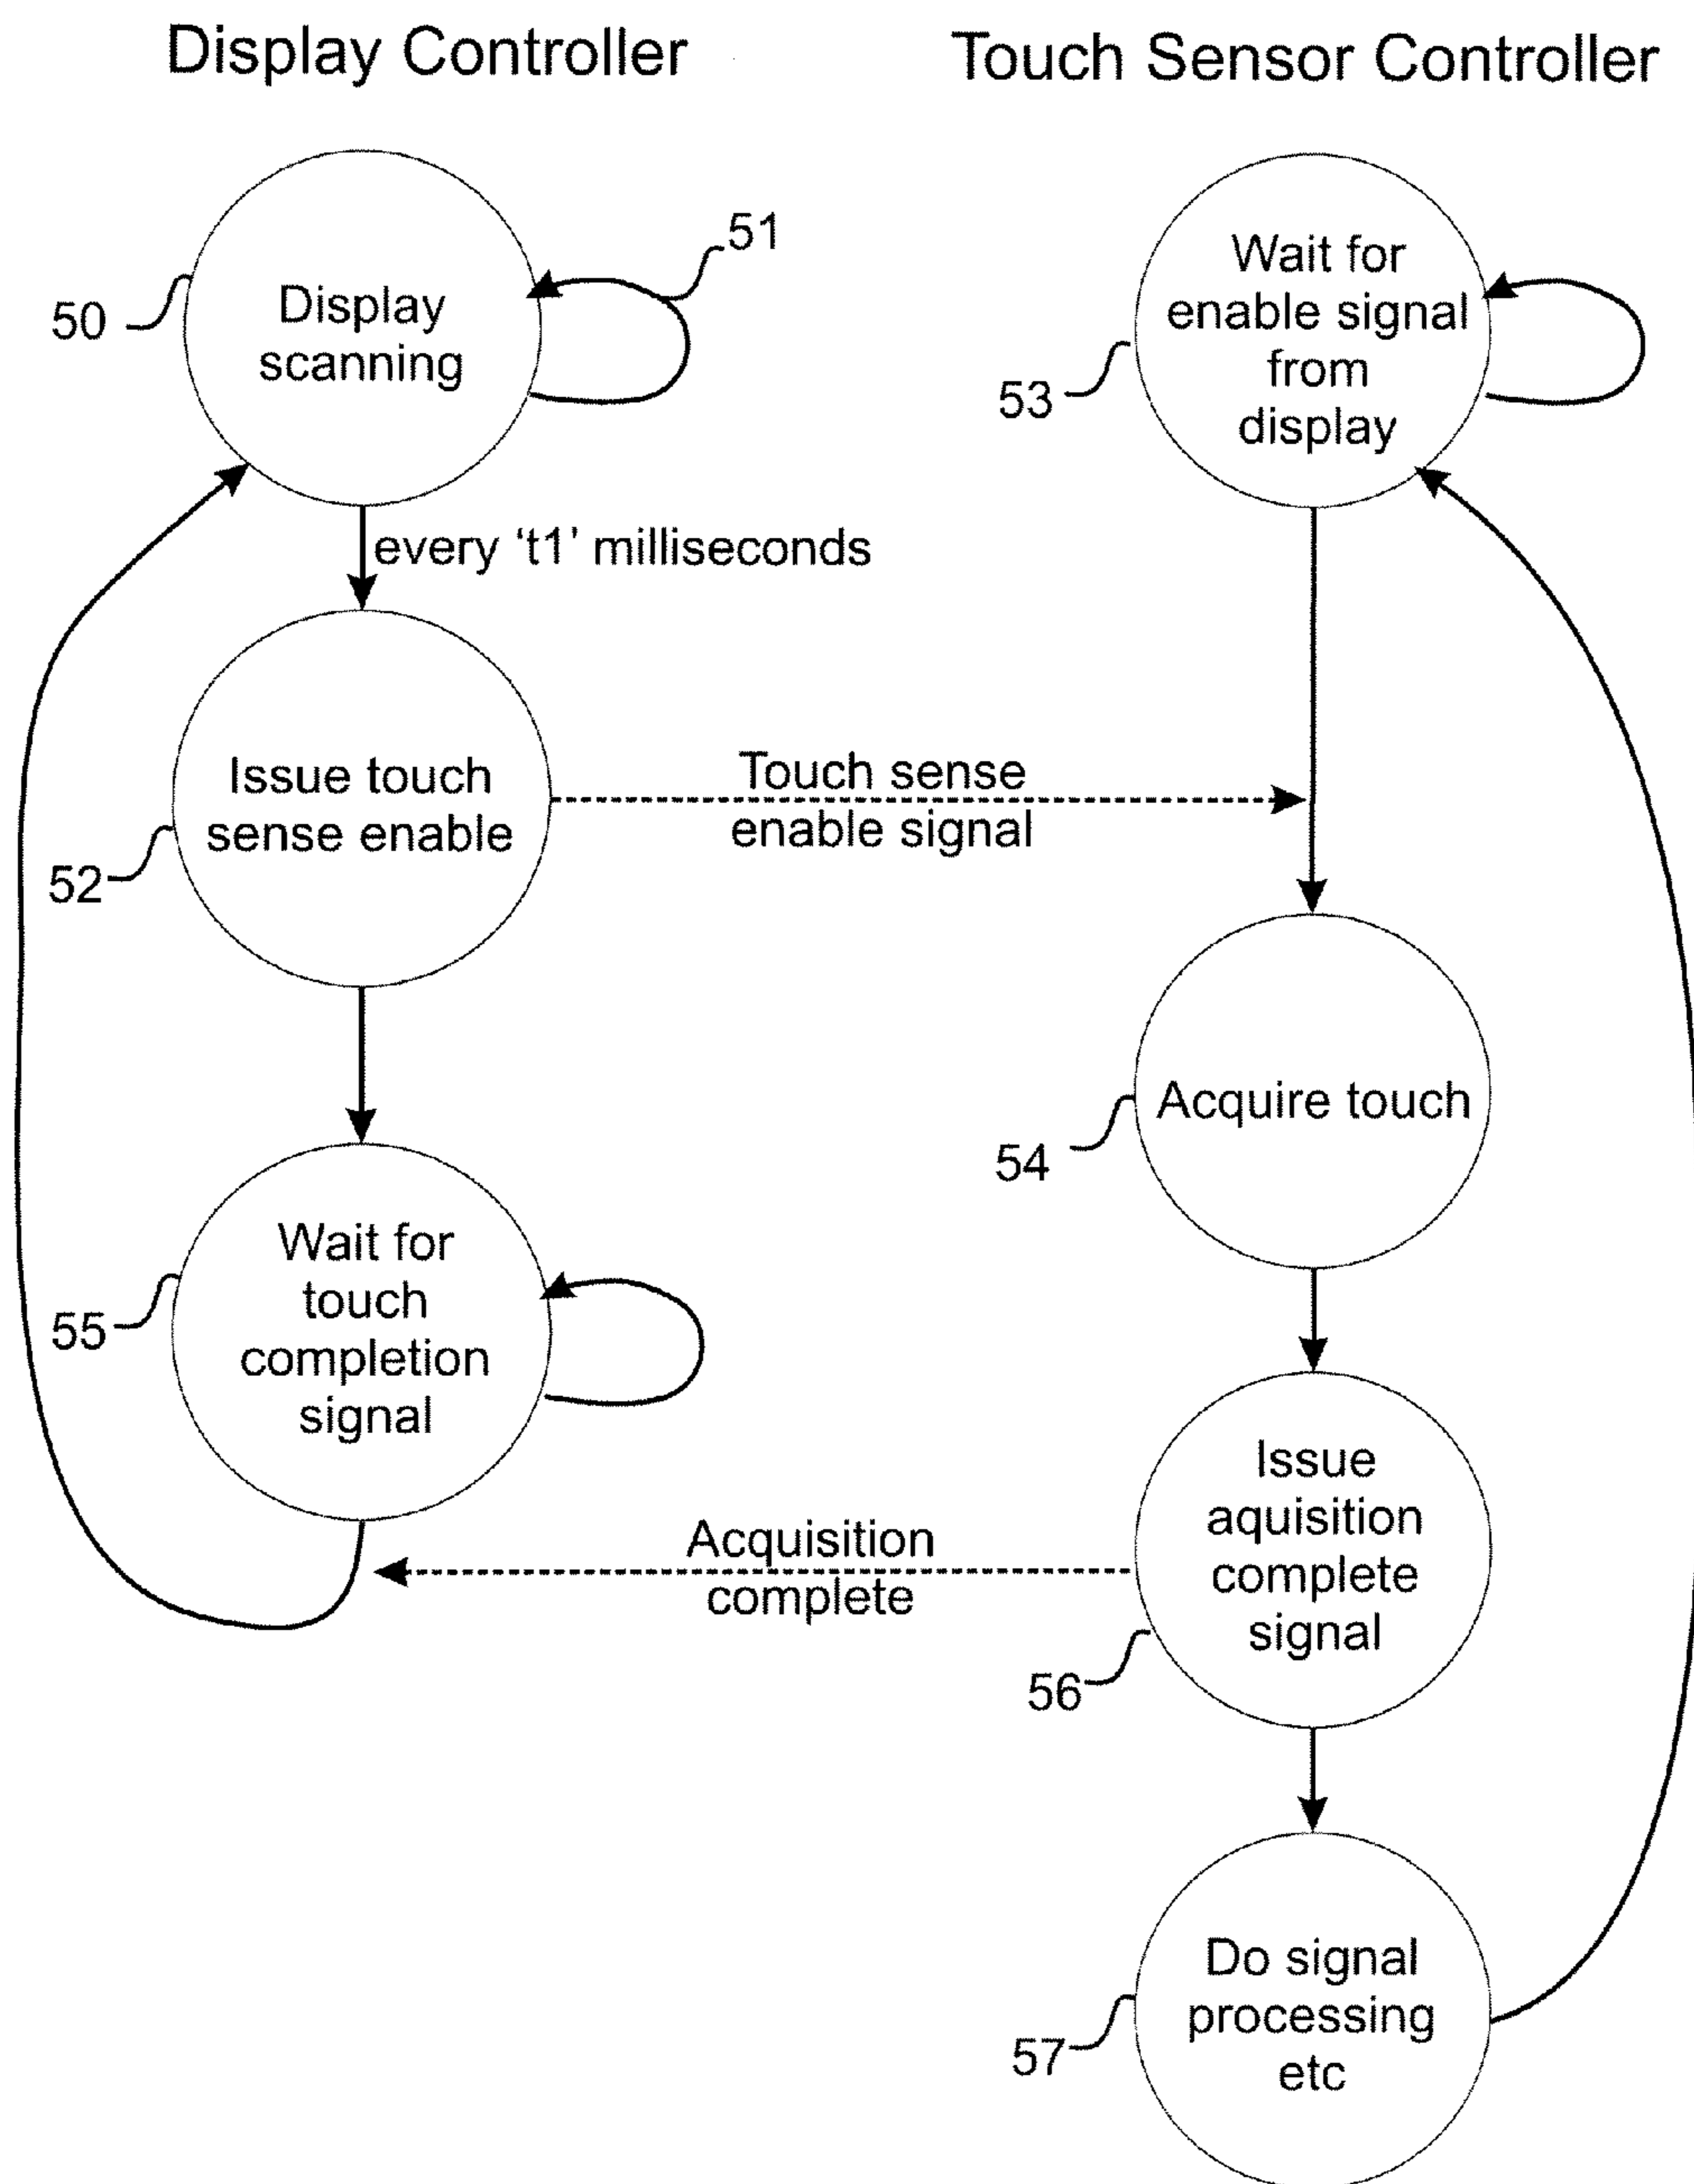 Display Controller
Touch Sensor Controller
50
Display
scanning
51
every ‘t1’ milliseconds
Issue touch
sense enable
52
Touch sense
enable signal
Wait for
touch
completion
signal
55
Wait for
enable signal
from
display
53
Acquire touch
54
Issue
aquisition
complete
signal
56
Acquisition
complete
Do signal
processing
etc
57